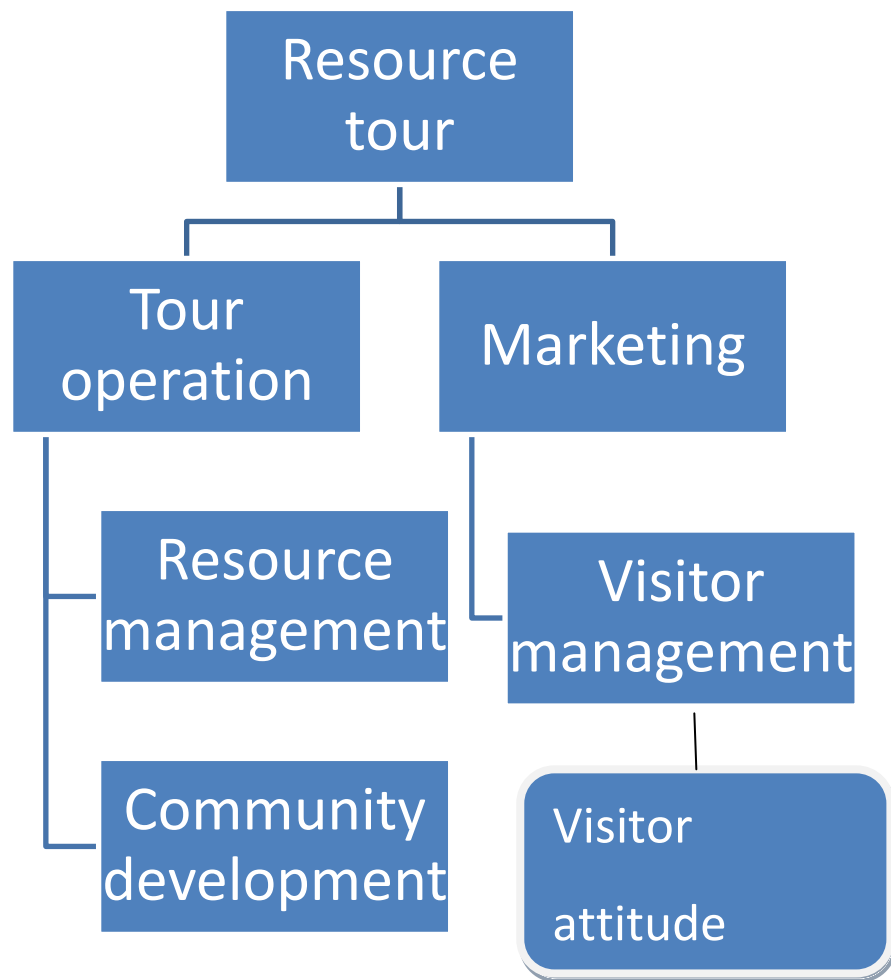 Resource
tour
Tour
operation
Marketing
Resource
management
Visitor
management
Community
development
Visitor
attitude